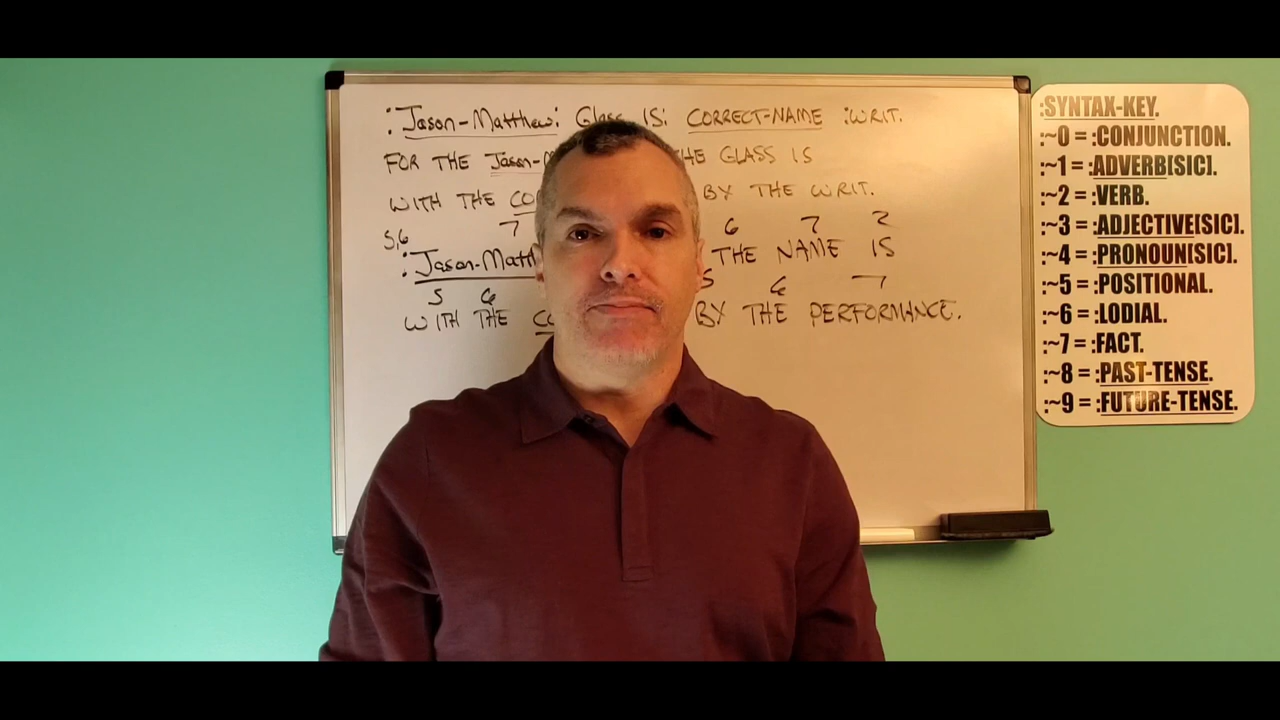 :Jason-Matthew: Glass IS: CORRECT-NAME :WRIT.
FOR THE Jason- THE GLASS IS
WITH THE BY THE WRIT.
5,6 7 6 7 2
:Jason-Matth THE NAME IS
5 6 5 6 7
WITH THE BY THE PERFORMANCE.
:SYNTAX-KEY.
:~0 = :CONJUNCTION.
:~1 = :ADVERB[SIC].
:~2 = :VERB.
:~3 = :ADJECTIVE[SIC].
:~4 = :PRONOUN[SIC].
:~5 = :POSITIONAL.
:~6 = :LODIAL.
:~7 = :FACT.
:~8 = :PAST-TENSE.
:~9 = :FUTURE-TENSE.